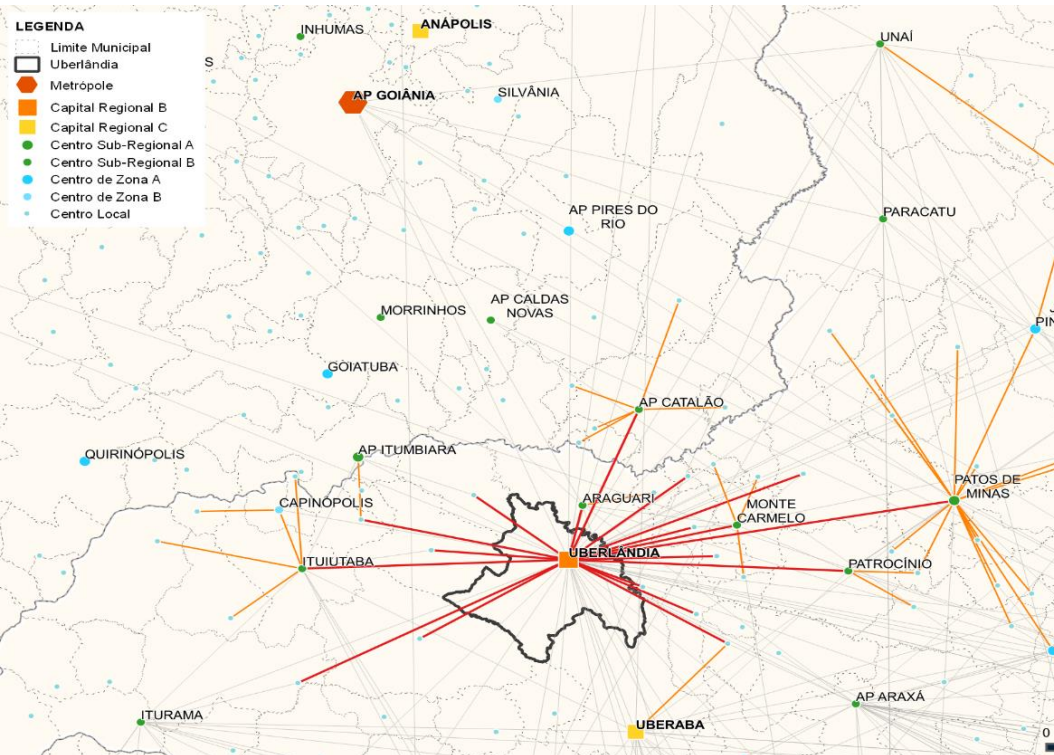 LEGENDA
Limite Municipal
Uberlândia
Metrópole
Capital Regional B
Capital Regional C
Centro Sub-Regional A
Centro Sub-Regional B
Centro de Zona A
Centro de Zona B
Centro Local
S
INHUMAS
ANÁPOLIS
UNAÍ
AP GOIÂNIA
SILVÂNIA
AP PIRES DO
RIO
PARACATU
MORRINHOS
AP CALDAS
NOVAS
PIN
GOIATUBA
AP CATALÃO
QUIRINÓPOLIS
AP ITUMBIARA
CAPINÓPOLIS
ARAGUARI
MONTE
CARMELO
PATOS DE
MINAS
UBERLÂNDIA
ITUIUTABA
PATROCÍNIO
AP ARAXÁ
ITURAMA
UBERABA
0